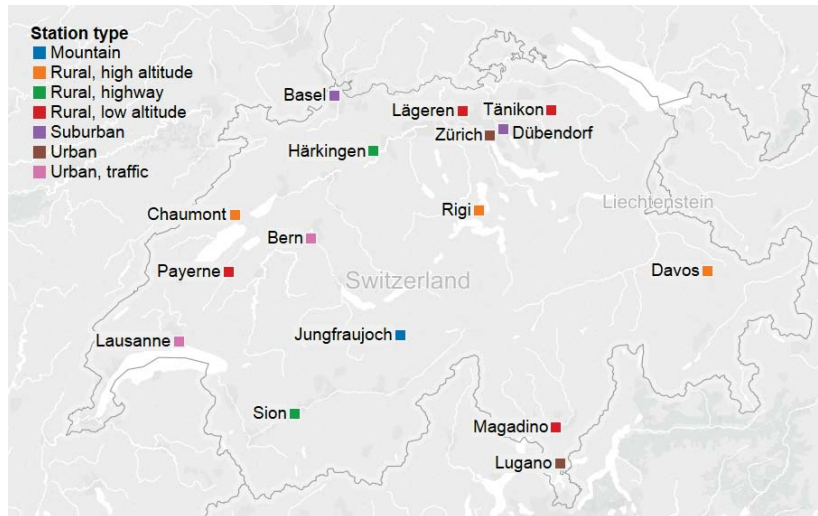 Station type
Mountain
Rural, high altitude
Rural, highway
Rural, low altitude
Suburban
Urban
Urban, traffic
Basel
Lägeren
Tänikon
Zürich
Dübendorf
Härkingen
Chaumont
Rigi
Liechtenstein
Bern
Payerne
Switzerland
Davos
Lausanne
Jungfraujoch
Sion
Magadino
Lugano